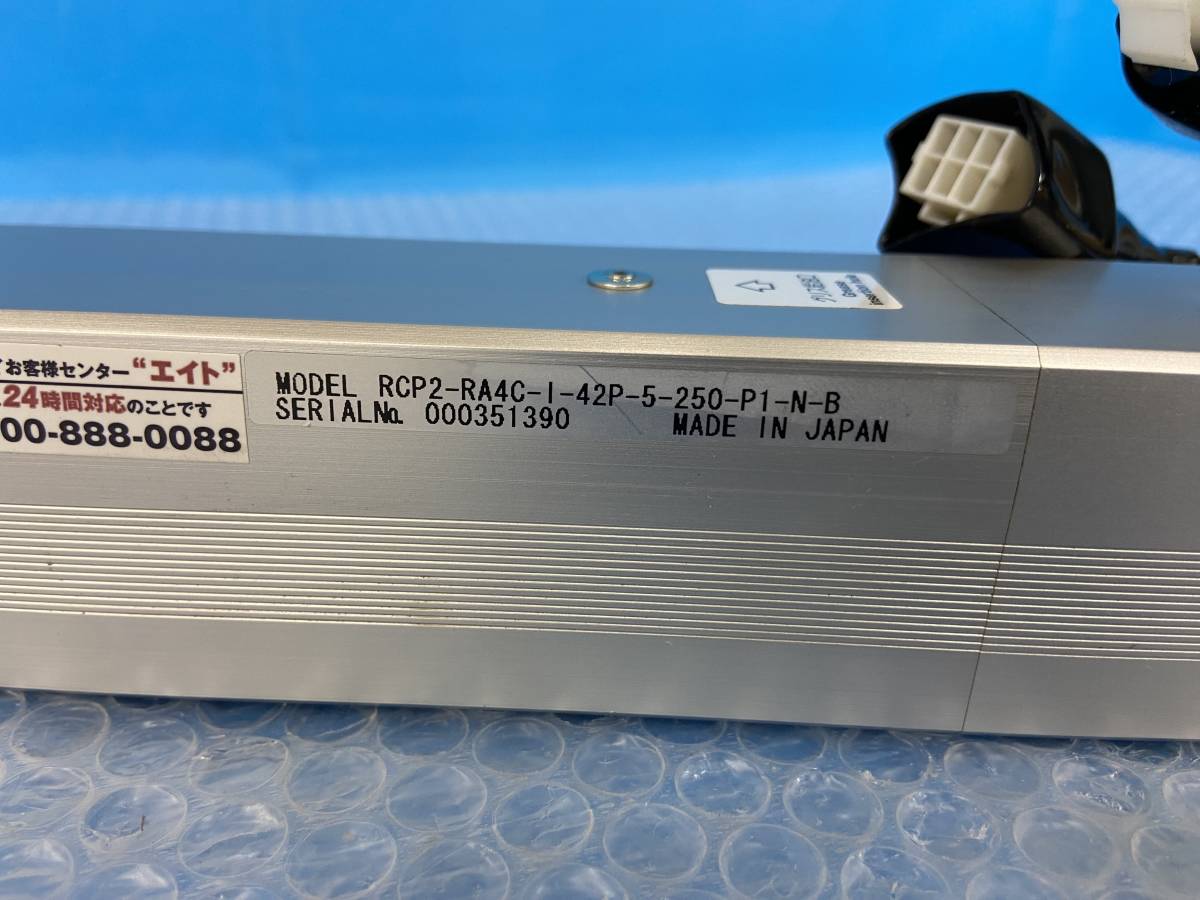 お客様センター“エイト”
24時間対応のことです
00-888-0088
MODEL RCP2-RA4C-I-42P-5-250-P1-N-B
SERIAL№ 000351390 MADE IN JAPAN